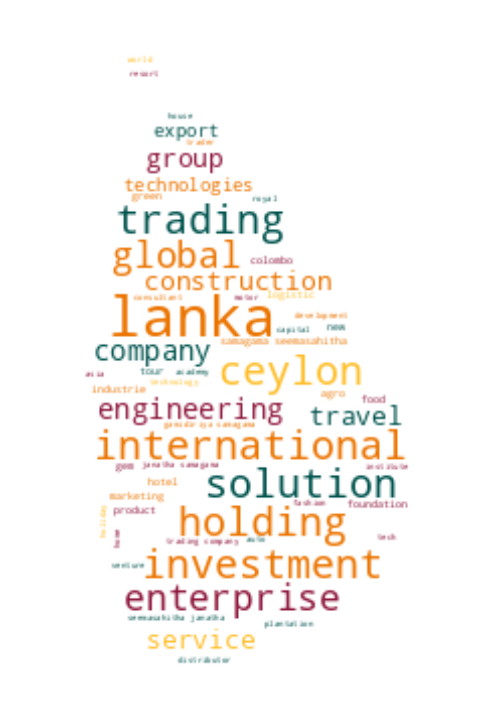 world
resort
house
export
trader
group
technologies
green royal
trading
global colombo
construction
consultant motor logistic
lanka development
capital new
samagama seemasahitha
company
ceylon
asia tour academy
technology
industrie agro
food
engineering travel
gamidiriya samagama
international
gem janatha samagama institute
hotel solution
marketing
product fashion foundation
holiday
holding
home trading company auto tech
venture investment
enterprise
seemasahitha janatha
plantation
service
distributor